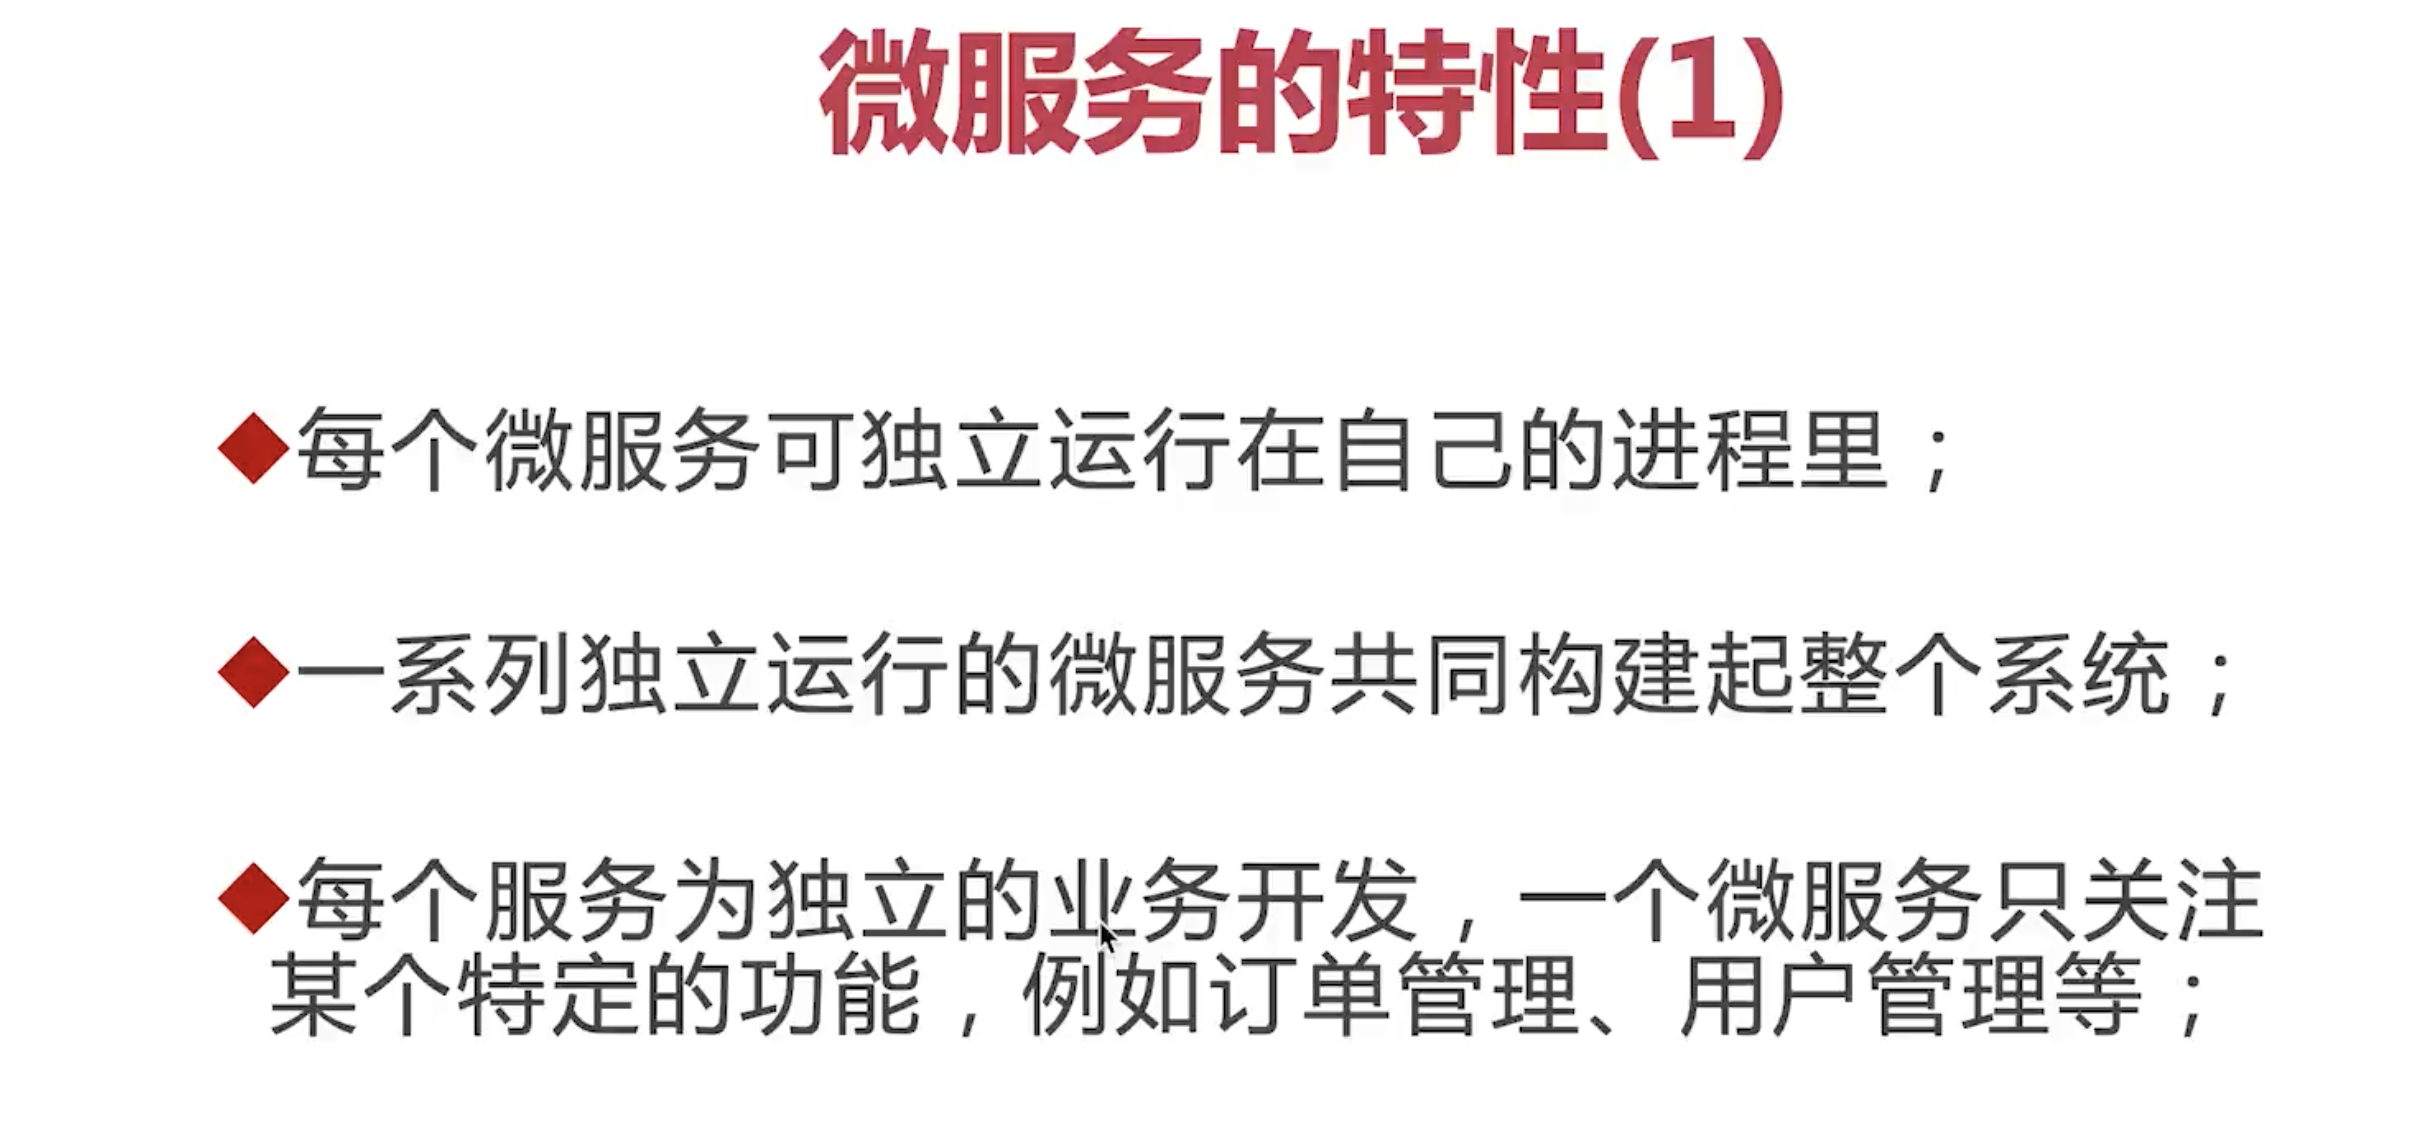 微服务的特性(1)
◆每个微服务可独立运行在自己的进程里；
◆一系列独立运行的微服务共同构建起整个系统；
◆每个服务为独立的业务开发，一个微服务只关注
某个特定的功能，例如订单管理、用户管理等；